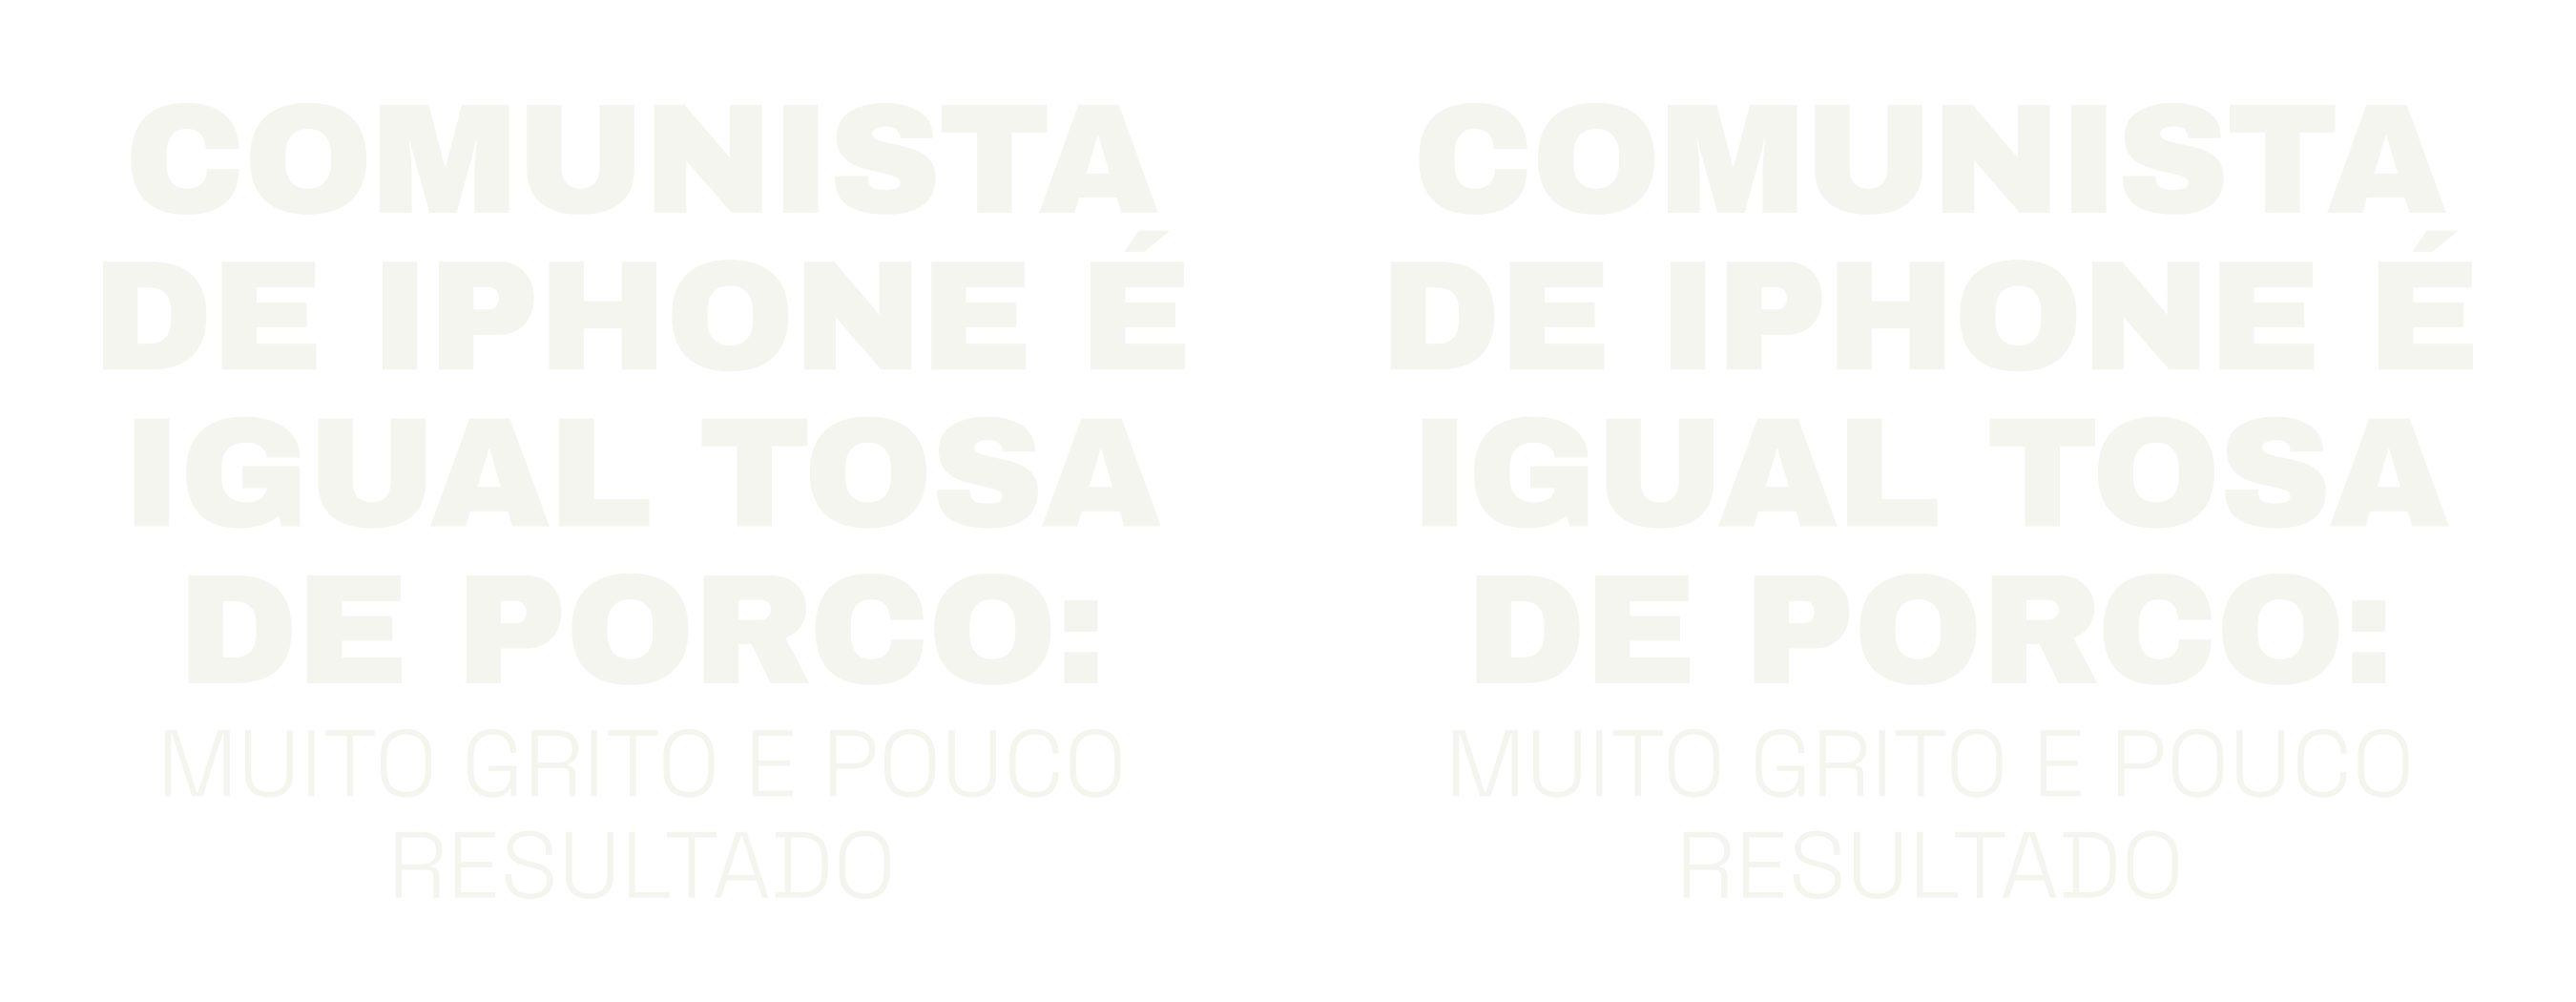 COMUNISTA
DE IPHONE É
IGUAL TOSA
DE PORCO:
MUITO GRITO E POUCO
RESULTADO
COMUNISTA
DE IPHONE É
IGUAL TOSA
DE PORCO:
MUITO GRITO E POUCO
RESULTADO